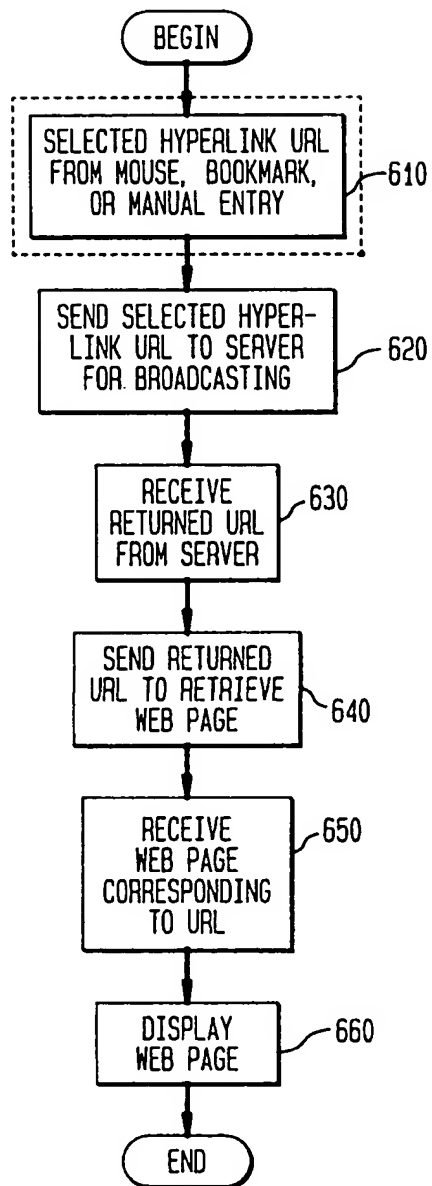 BEGIN
SELECTED HYPERLINK URL
FROM MOUSE, BOOKMARK,
OR MANUAL ENTRY
610
SEND SELECTED HYPER-
LINK URL TO SERVER
FOR BROADCASTING
620
RECEIVE
RETURNED URL
FROM SERVER
630
SEND RETURNED
URL TO RETRIEVE
WEB PAGE
640
RECEIVE
WEB PAGE
CORRESPONDING
TO URL
650
DISPLAY
WEB PAGE
660
END